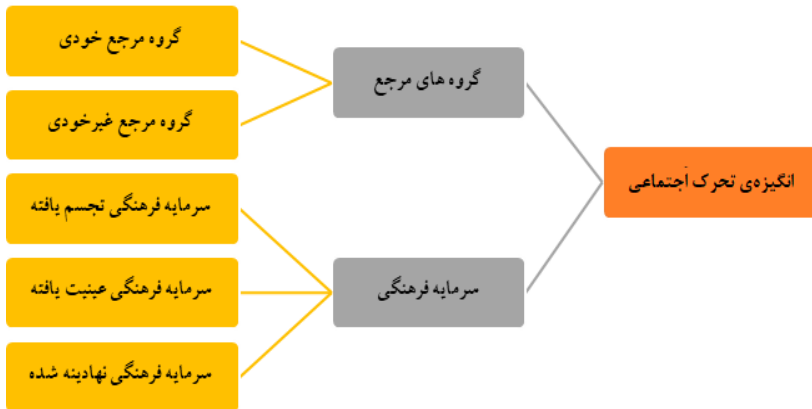 انگیزه‌ی تحرک اجتماعی
گروه های مرجع
گروه مرجع خودی
گروه مرجع غیرخودی
سرمایه فرهنگی
سرمایه فرهنگی تجسم یافته
سرمایه فرهنگی عینیت یافته
سرمایه فرهنگی نهادینه شده